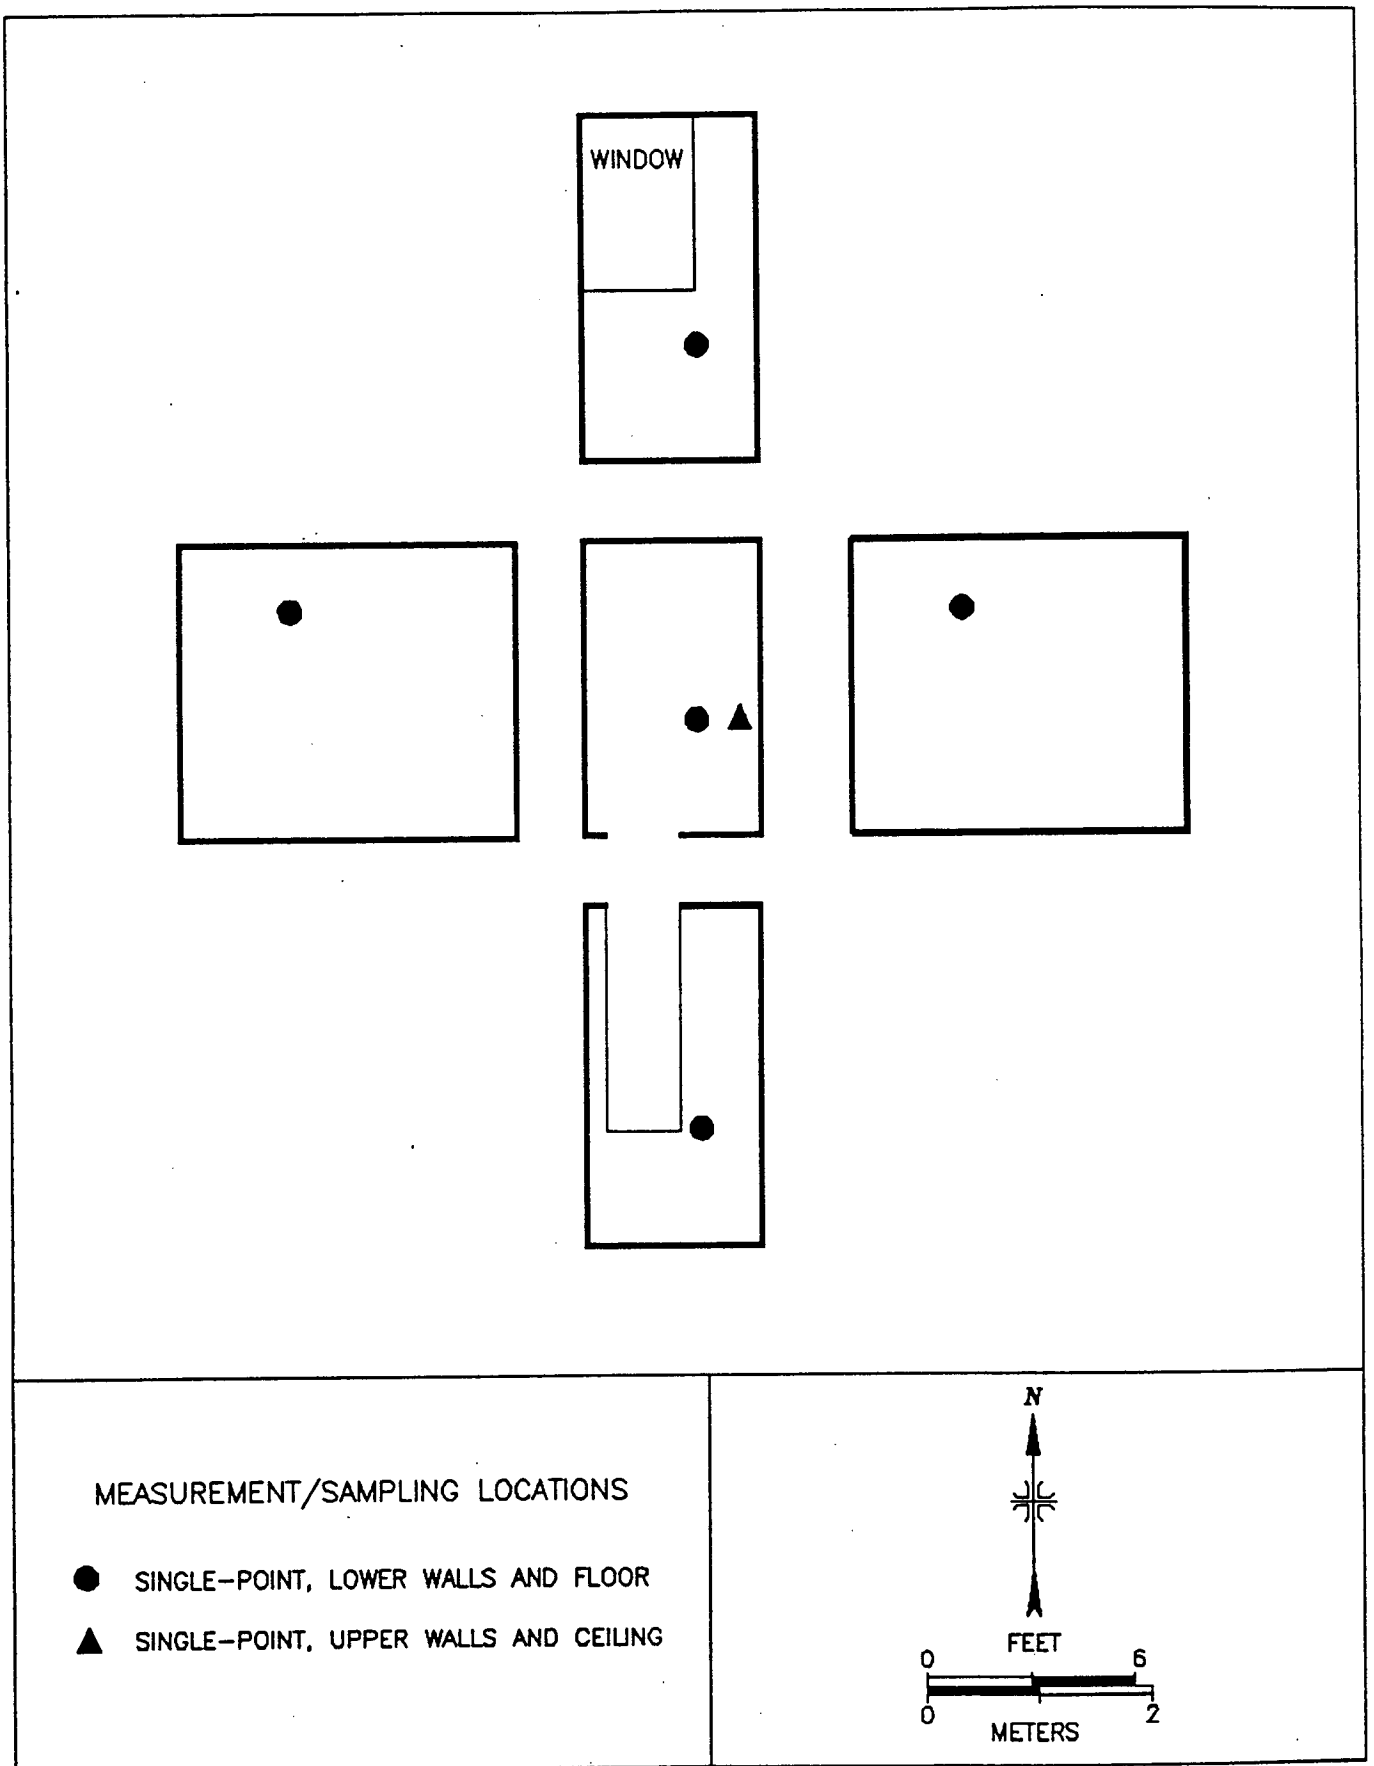 WINDOW
MEASUREMENT/SAMPLING LOCATIONS
SINGLE-POINT, LOWER WALLS AND FLOOR
SINGLE-POINT, UPPER WALLS AND CEILING
N
FEET
0 6
0 2
METERS